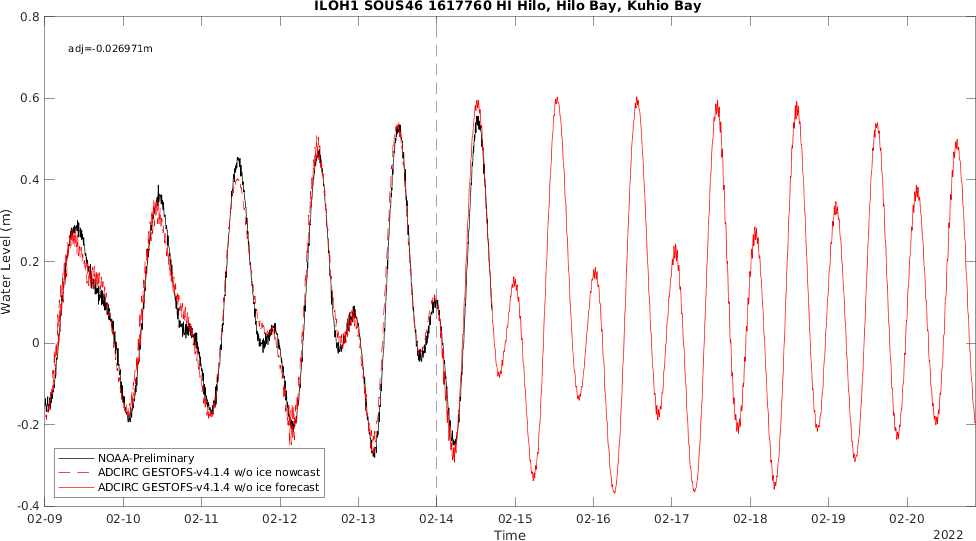 ILOH1 SOUS46 1617760 HI Hilo, Hilo Bay, Kuhio Bay
0.8
adj=-0.026971m
0.6
0.4
0.2
0
-0.2
-0.4
Water Level (m)
NOAA-Preliminary
ADCIRC GESTOFS-v4.1.4 w/o ice nowcast
ADCIRC GESTOFS-v4.1.4 w/o ice forecast
02-09 02-10 02-11 02-12 02-13 02-14 02-15 02-16 02-17 02-18 02-19 02-20
Time
2022